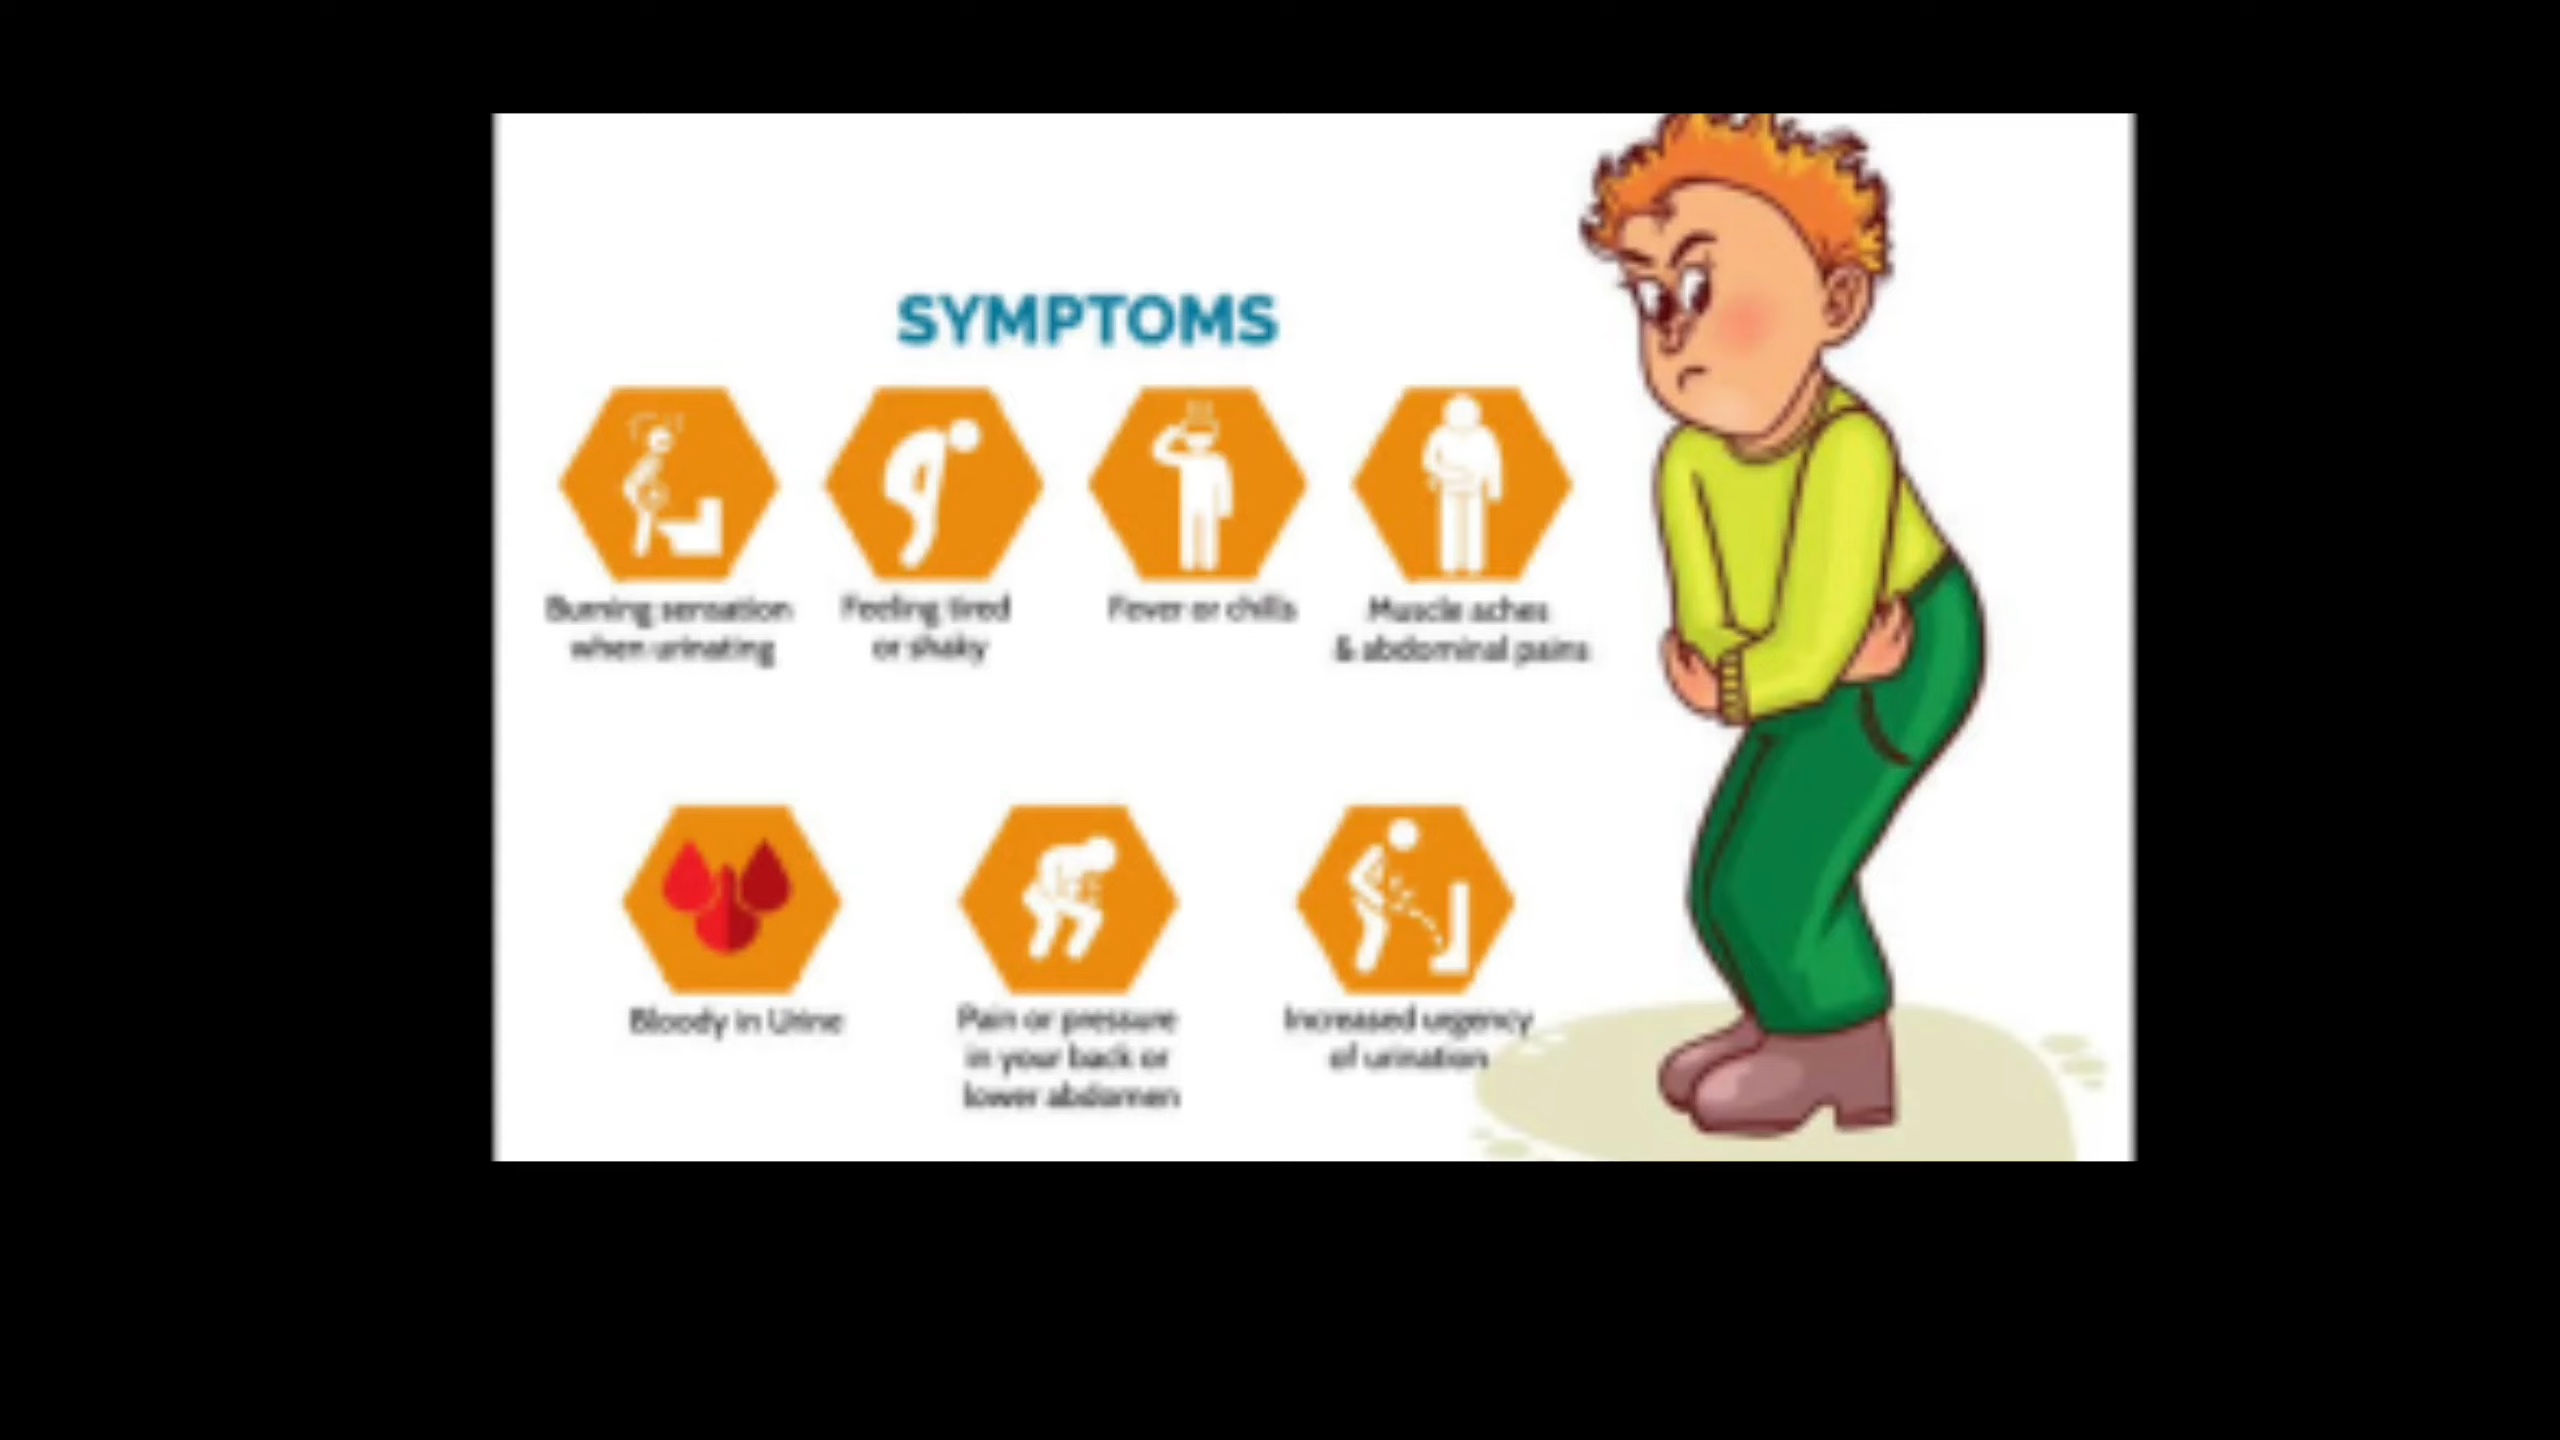 SYMPTOMS
Burning sensation
when urinating
Feeling tired
or shaky
Fever or chills
Muscle aches
& abdominal pains
Bloody in Urine
Pain or pressure
in your back or
lower abdomen
Increased urgency
of urination